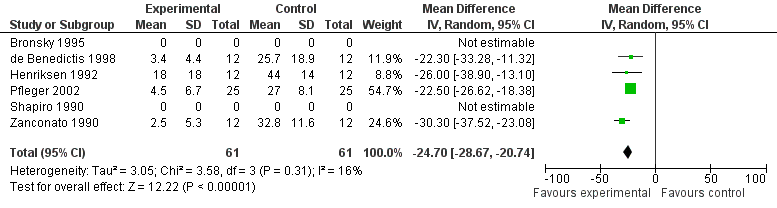 Experimental Control Mean Difference Mean Difference
Study or Subgroup Mean SD Total Mean SD Total Weight IV, Random, 95% CI IV, Random, 95% CI
Bronsky 1995 0 0 0 0 0 0 Not estimable
de Benedictis 1998 3.4 4.4 12 25.7 18.9 12 11.9% -22.30 [-33.28, -11.32]
Henriksen 1992 18 18 12 44 14 12 8.8% -26.00 [-38.90, -13.10]
Pfleger 2002 4.5 6.7 25 27 8.1 25 54.7% -22.50 [-26.62, -18.38]
Shapiro 1990 0 0 0 0 0 0 Not estimable
Zanconato 1990 2.5 5.3 12 32.8 11.6 12 24.6% -30.30 [-37.52, -23.08]
Total (95% CI) 61 61 100.0% -24.70 [-28.67, -20.74]
Heterogeneity: Tau² = 3.05; Chi² = 3.58, df = 3 (P = 0.31); I² = 16%
Test for overall effect: Z = 12.22 (P < 0.00001)
-100 -50 0 50 100
Favours experimental Favours control